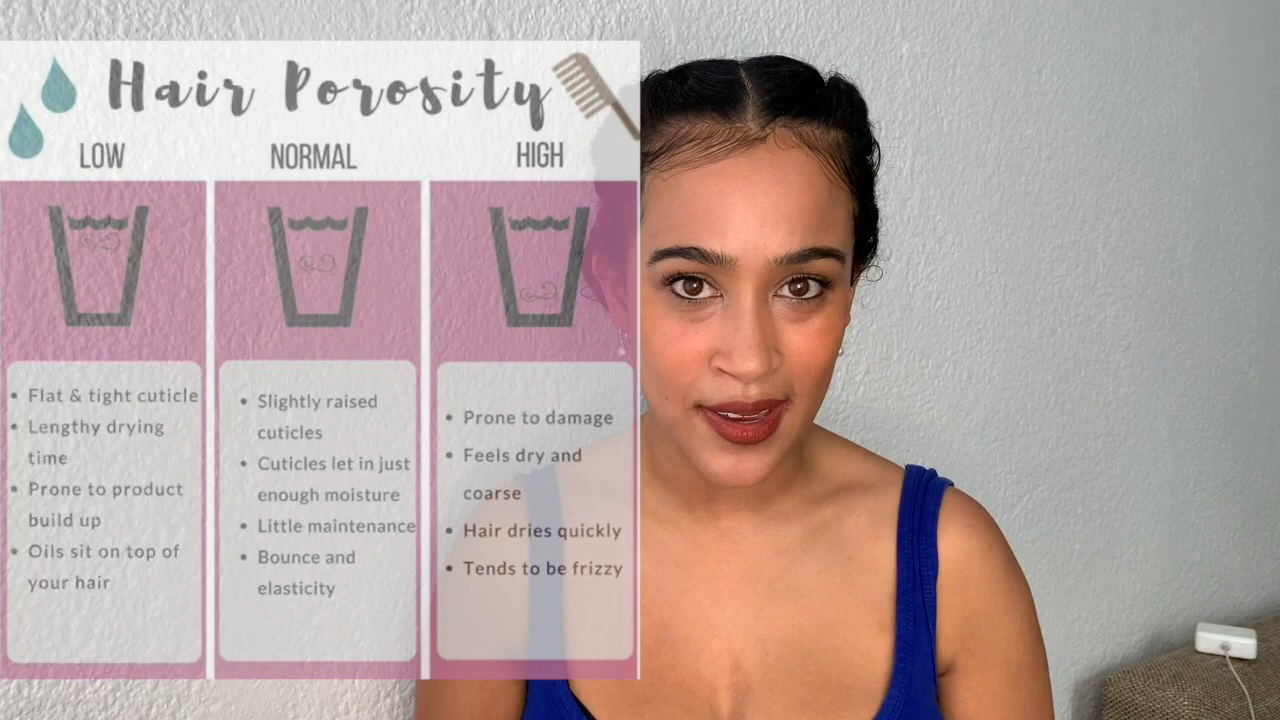 Hair Porosity
LOW
NORMAL
HIGH
• Flat & tight cuticle
• Lengthy drying
time
• Prone to product
build up
• Oils sit on top of
your hair
• Slightly raised
cuticles
• Cuticles let in just
enough moisture
• Little maintenance
• Bounce and
elasticity
• Prone to damage
• Feels dry and
coarse
• Hair dries quickly
• Tends to be frizzy